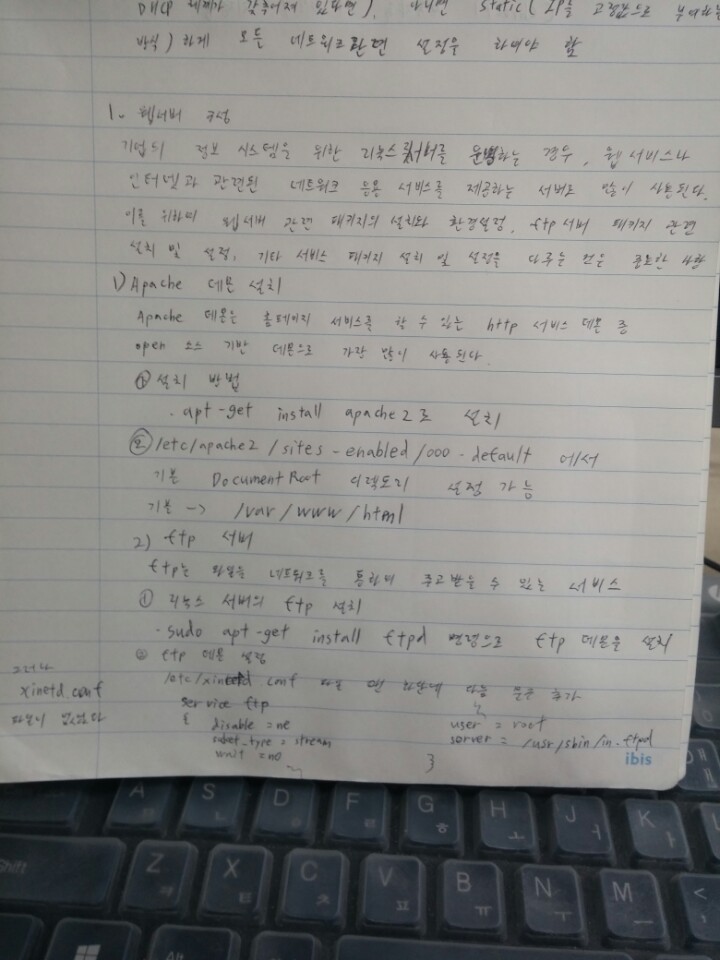 DHCP 체계가 갖추어져 있다면), 아니면 static(IP를 고정값으로 부여하는
방식)하게 모든 네트워크 관련 설정을 하여야 함
1. 웹서버 구성
기업의 정보 시스템을 위한 리눅스 서버를 운영하는 경우, 웹 서비스나
인터넷과 관련된 네트워크 응용 서비스를 제공하는 서버도 많이 사용된다.
이를 위하여 웹서버 관련 패키지의 설치와 환경설정, ftp 서버 패키지 관련
설치 및 설정, 기타 서비스 패키지 설치 및 설정을 다루는 것은 중요한 사항
1) Apache 데몬 설치
Apache 데몬은 홈페이지 서비스를 할 수 있는 http 서비스 데몬 중
open 소스 기반 데몬으로 가장 많이 사용된다.
① 설치 방법
· apt-get install apache2로 설치
② /etc/apache2/sites-enabled/000-default 에서
기본 DocumentRoot 디렉토리 설정 가능
기본 -> /var/www/html
2) ftp 서버
ftp는 파일을 네트워크를 통하여 주고받을 수 있는 서비스
① 리눅스 서버의 ftp 설치
· sudo apt-get install ftpd 명령으로 ftp 데몬을 설치
② ftp 데몬 설정
/etc/xinetd.conf 파일 맨 하단에 다음 문구 추가
그러나
xinetd.conf
파일이 없었다
service ftp
{ disable = no
socket_type = stream
wait = no
user = root
server = /usr/sbin/in.ftpd
3
ibis
A S D F G H J K
Shift Z X C V B N M
Alt